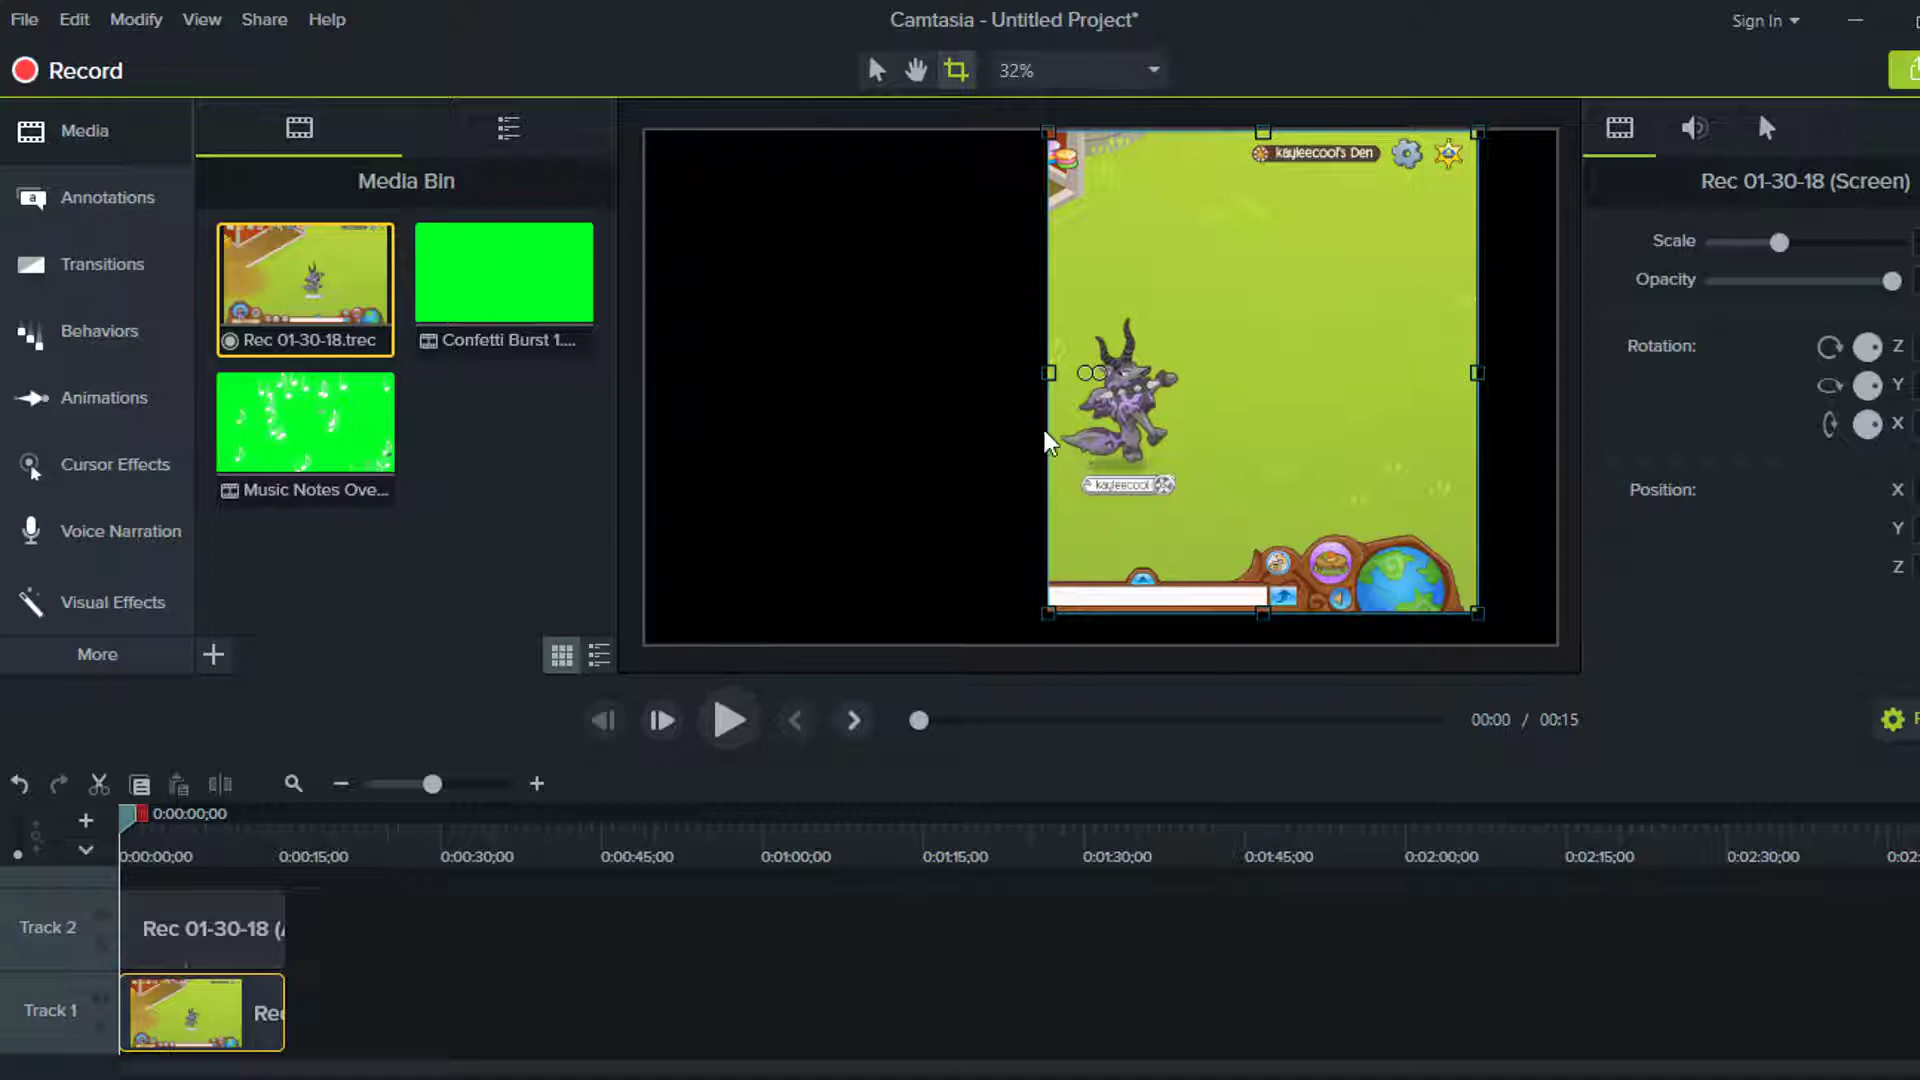 File Edit Modify View Share Help
Camtasia - Untitled Project*
Sign In
Record
32%
Media
Annotations
Transitions
Behaviors
Animations
Cursor Effects
Voice Narration
Visual Effects
More
Media Bin
Rec 01-30-18.trec
Confetti Burst 1....
Music Notes Ove...
kayleecool's Den
kayleecool
Rec 01-30-18 (Screen)
Scale
Opacity
Rotation:
Z
Y
X
Position:
X
Y
Z
00:00 / 00:15
0:00:00;00
0:00:00;00 0:00:15;00 0:00:30;00 0:00:45;00 0:01:00;00 0:01:15;00 0:01:30;00 0:01:45;00 0:02:00;00 0:02:15;00 0:02:30;00 0:02:
Track 2
Rec 01-30-18 (
Track 1
Rec